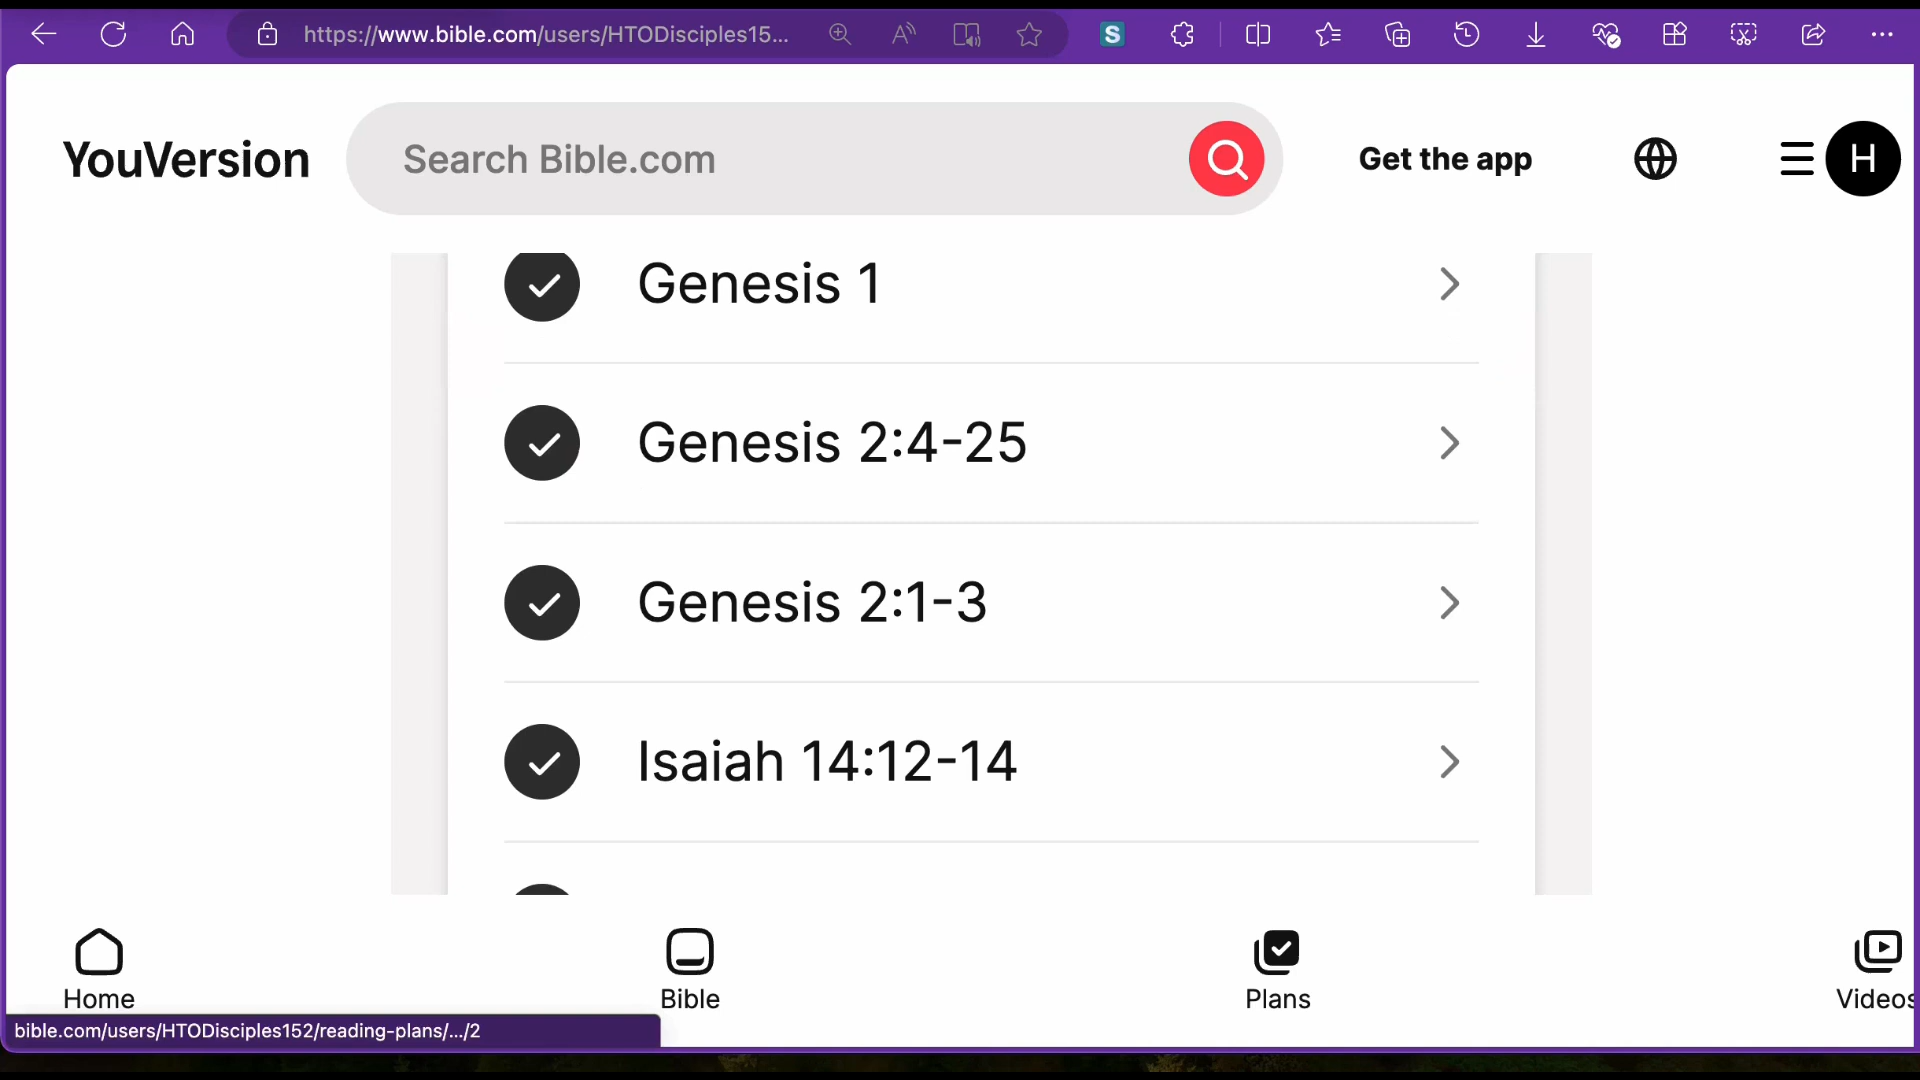 https://www.bible.com/users/HTODisciples15...
S
YouVersion
Search Bible.com
Get the app
H
Genesis 1
Genesis 2:4-25
Genesis 2:1-3
Isaiah 14:12-14
Home
Bible
Plans
Videos
bible.com/users/HTODisciples152/reading-plans/.../2